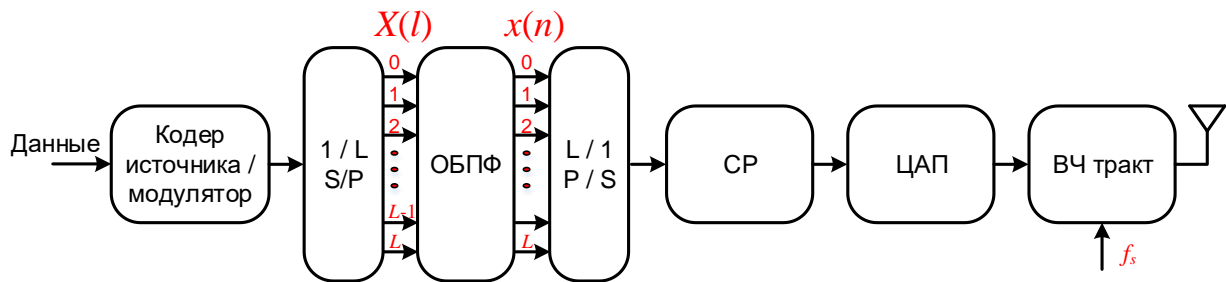 X(l)
x(n)
Данные
Кодер
источника /
модулятор
1 / L
S/P
0
1
2
L-1
L
ОБПФ
0
1
2
L
L / 1
P / S
CP
ЦАП
ВЧ тракт
fs